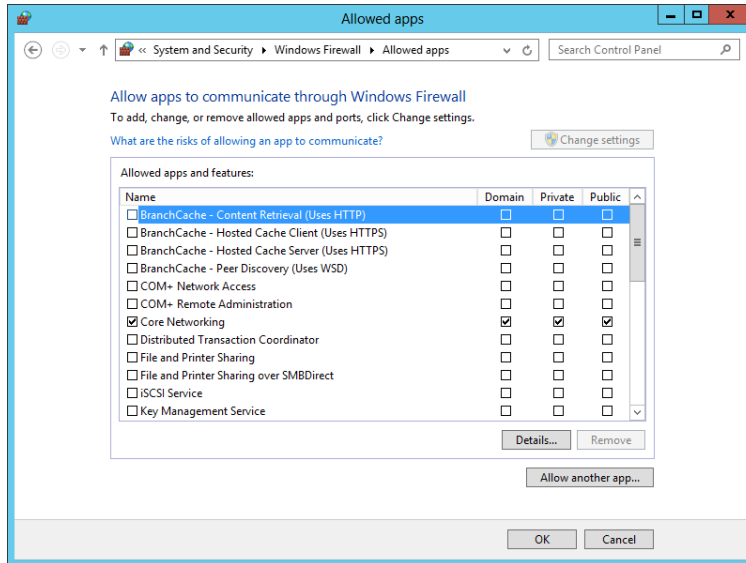 Allowed apps
« System and Security ▸ Windows Firewall ▸ Allowed apps
Search Control Panel
Allow apps to communicate through Windows Firewall
To add, change, or remove allowed apps and ports, click Change settings.
What are the risks of allowing an app to communicate?
Change settings
Allowed apps and features:
Name Domain Private Public
BranchCache - Content Retrieval (Uses HTTP)
BranchCache - Hosted Cache Client (Uses HTTPS)
BranchCache - Hosted Cache Server (Uses HTTPS)
BranchCache - Peer Discovery (Uses WSD)
COM+ Network Access
COM+ Remote Administration
Core Networking
Distributed Transaction Coordinator
File and Printer Sharing
File and Printer Sharing over SMBDirect
iSCSI Service
Key Management Service
Details... Remove
Allow another app...
OK Cancel